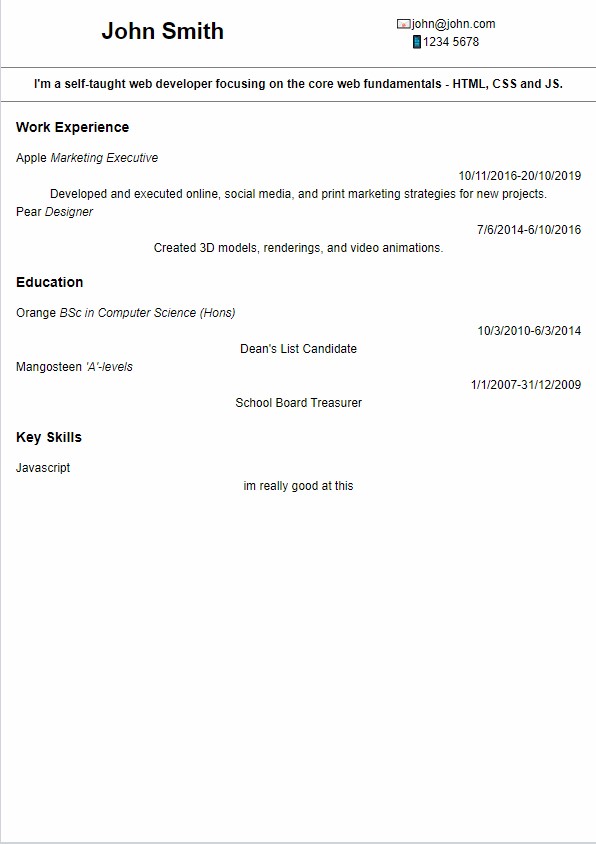 John Smith
john@john.com
1234 5678
I'm a self-taught web developer focusing on the core web fundamentals - HTML, CSS and JS.
Work Experience
Apple Marketing Executive
10/11/2016-20/10/2019
Developed and executed online, social media, and print marketing strategies for new projects.
Pear Designer
7/6/2014-6/10/2016
Created 3D models, renderings, and video animations.
Education
Orange BSc in Computer Science (Hons)
10/3/2010-6/3/2014
Dean's List Candidate
Mangosteen 'A'-levels
1/1/2007-31/12/2009
School Board Treasurer
Key Skills
Javascript
im really good at this